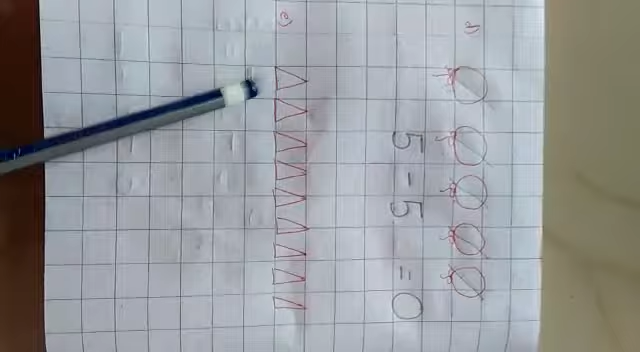 d)
5 - 5 = 0
e)